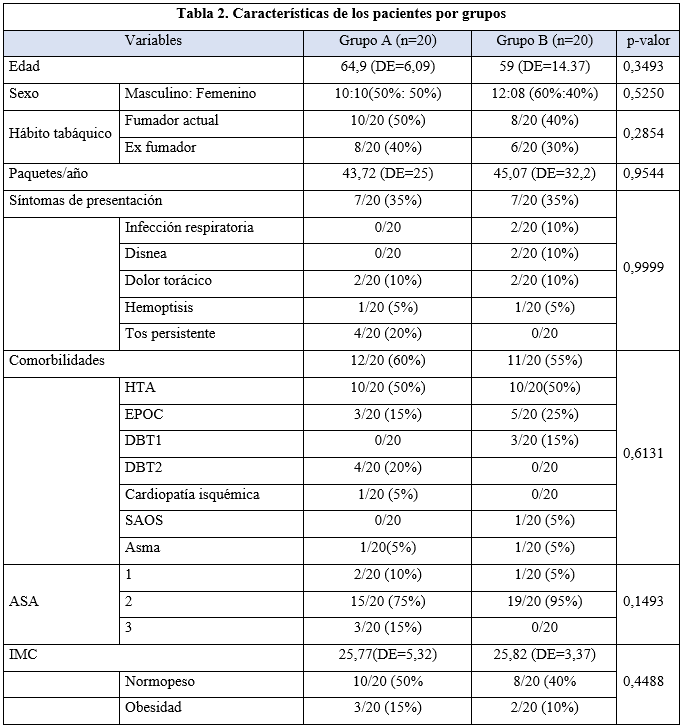 Tabla 2. Características de los pacientes por grupos
Variables Grupo A (n=20) Grupo B (n=20) p-valor
Edad 64,9 (DE=6,09) 59 (DE=14.37) 0,3493
Sexo Masculino: Femenino 10:10(50%: 50%) 12:08 (60%:40%) 0,5250
Hábito tabáquico Fumador actual 10/20 (50%) 8/20 (40%) 0,2854
Ex fumador 8/20 (40%) 6/20 (30%)
Paquetes/año 43,72 (DE=25) 45,07 (DE=32,2) 0,9544
Síntomas de presentación 7/20 (35%) 7/20 (35%) 0,9999
Infección respiratoria 0/20 2/20 (10%)
Disnea 0/20 2/20 (10%)
Dolor torácico 2/20 (10%) 2/20 (10%)
Hemoptisis 1/20 (5%) 1/20 (5%)
Tos persistente 4/20 (20%) 0/20
Comorbilidades 12/20 (60%) 11/20 (55%) 0,6131
HTA 10/20 (50%) 10/20(50%)
EPOC 3/20 (15%) 5/20 (25%)
DBT1 0/20 3/20 (15%)
DBT2 4/20 (20%) 0/20
Cardiopatía isquémica 1/20 (5%) 0/20
SAOS 0/20 1/20 (5%)
Asma 1/20(5%) 1/20 (5%)
ASA 1 2/20 (10%) 1/20 (5%) 0,1493
2 15/20 (75%) 19/20 (95%)
3 3/20 (15%) 0/20
IMC 25,77(DE=5,32) 25,82 (DE=3,37) 0,4488
Normopeso 10/20 (50% 8/20 (40%
Obesidad 3/20 (15%) 2/20 (10%)